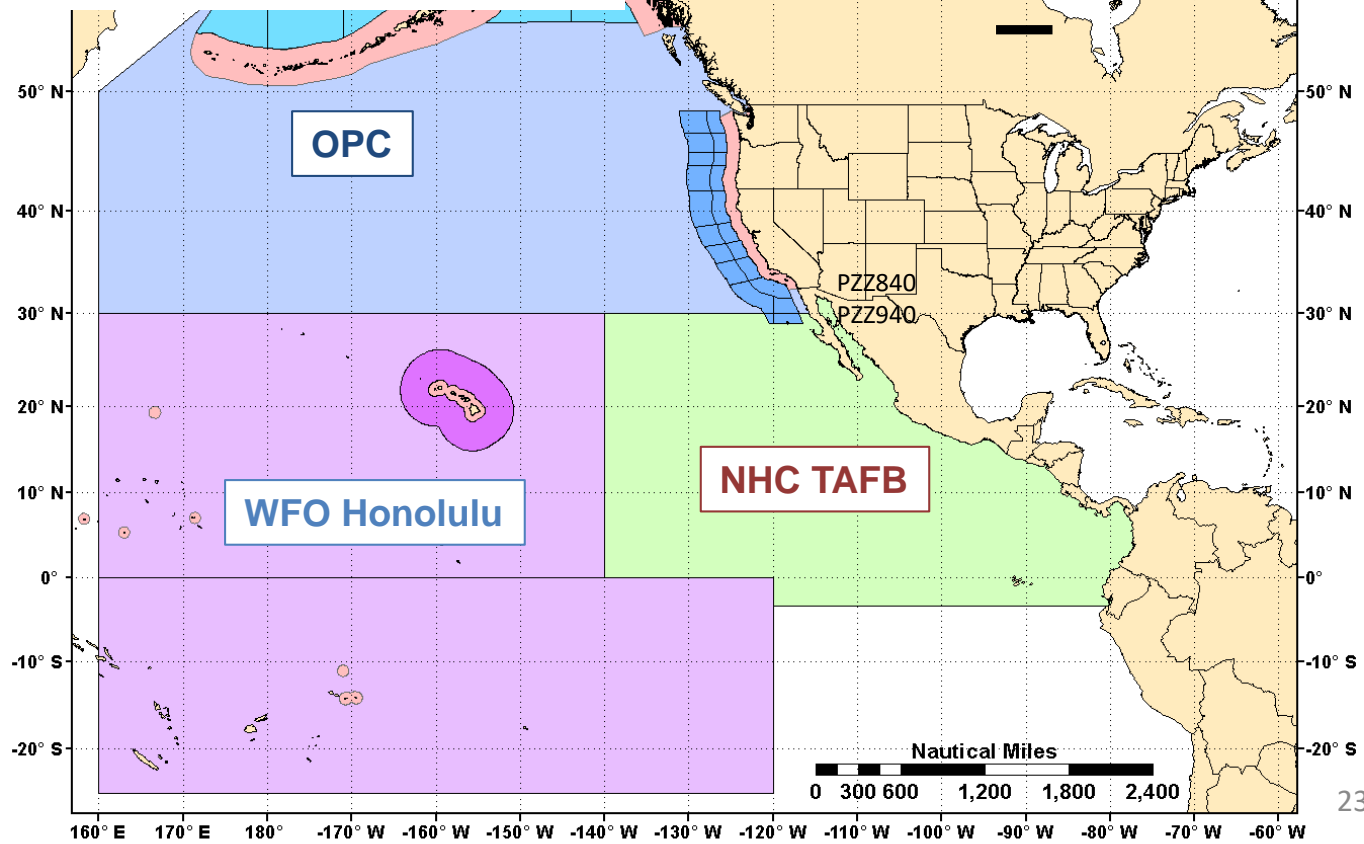 50° N
50° N
OPC
40° N
40° N
PZZ840
30° N
PZZ940
30° N
20° N
20° N
NHC TAFB
10° N
WFO Honolulu
10° N
0°
0°
-10° S
-10° S
Nautical Miles
-20° S
-20° S
0 300 600 1,200 1,800 2,400
23
160° E 170° E 180° -170° W -160° W -150° W -140° W -130° W -120° W -110° W -100° W -90° W -80° W -70° W -60° W